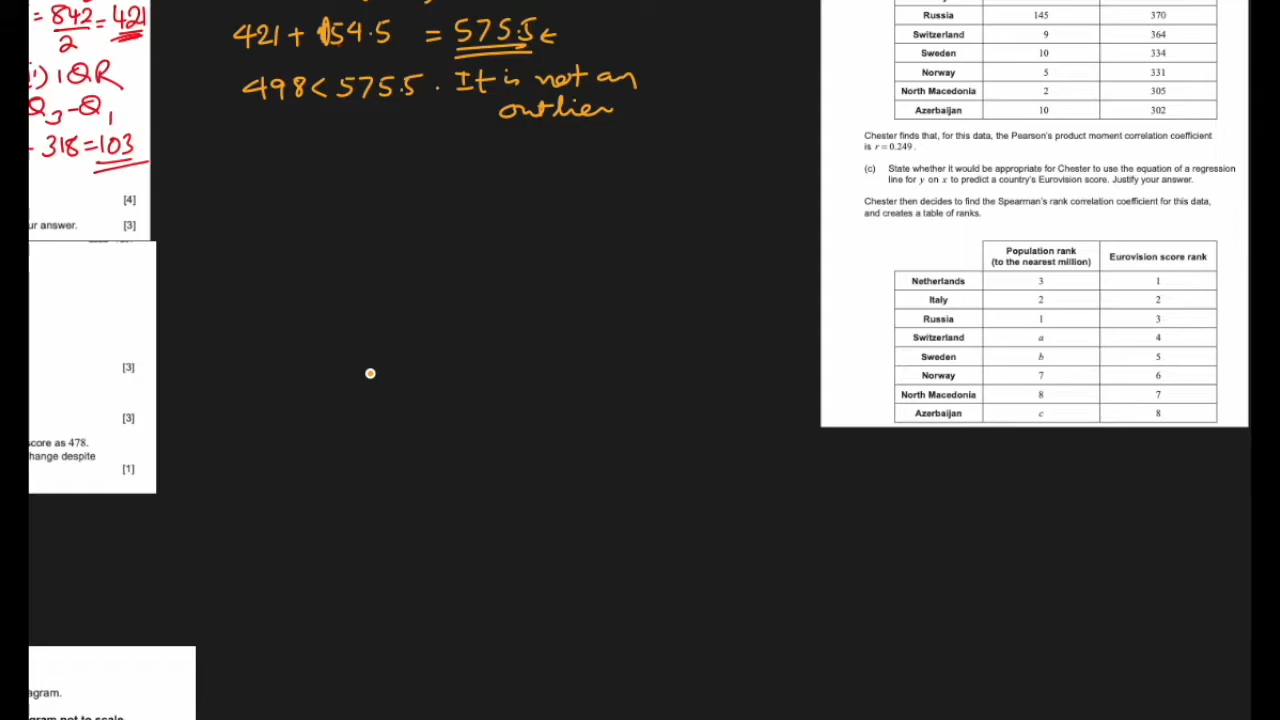 = 842/2 = 421
421 + 154.5 = 575.5
498 < 575.5 . It is not an
outlier
) IQR
Q3 - Q1
- 318 = 103
[4]
ur answer. [3]
[3]
[3]
score as 478.
hange despite
[1]
agram.
Russia 145 370
Switzerland 9 364
Sweden 10 334
Norway 5 331
North Macedonia 2 305
Azerbaijan 10 302
Chester finds that, for this data, the Pearson's product moment correlation coefficient
is r = 0.249 .
(c) State whether it would be appropriate for Chester to use the equation of a regression
line for y on x to predict a country's Eurovision score. Justify your answer.
Chester then decides to find the Spearman's rank correlation coefficient for this data,
and creates a table of ranks.
Population rank
(to the nearest million) Eurovision score rank
Netherlands 3 1
Italy 2 2
Russia 1 3
Switzerland a 4
Sweden b 5
Norway 7 6
North Macedonia 8 7
Azerbaijan c 8